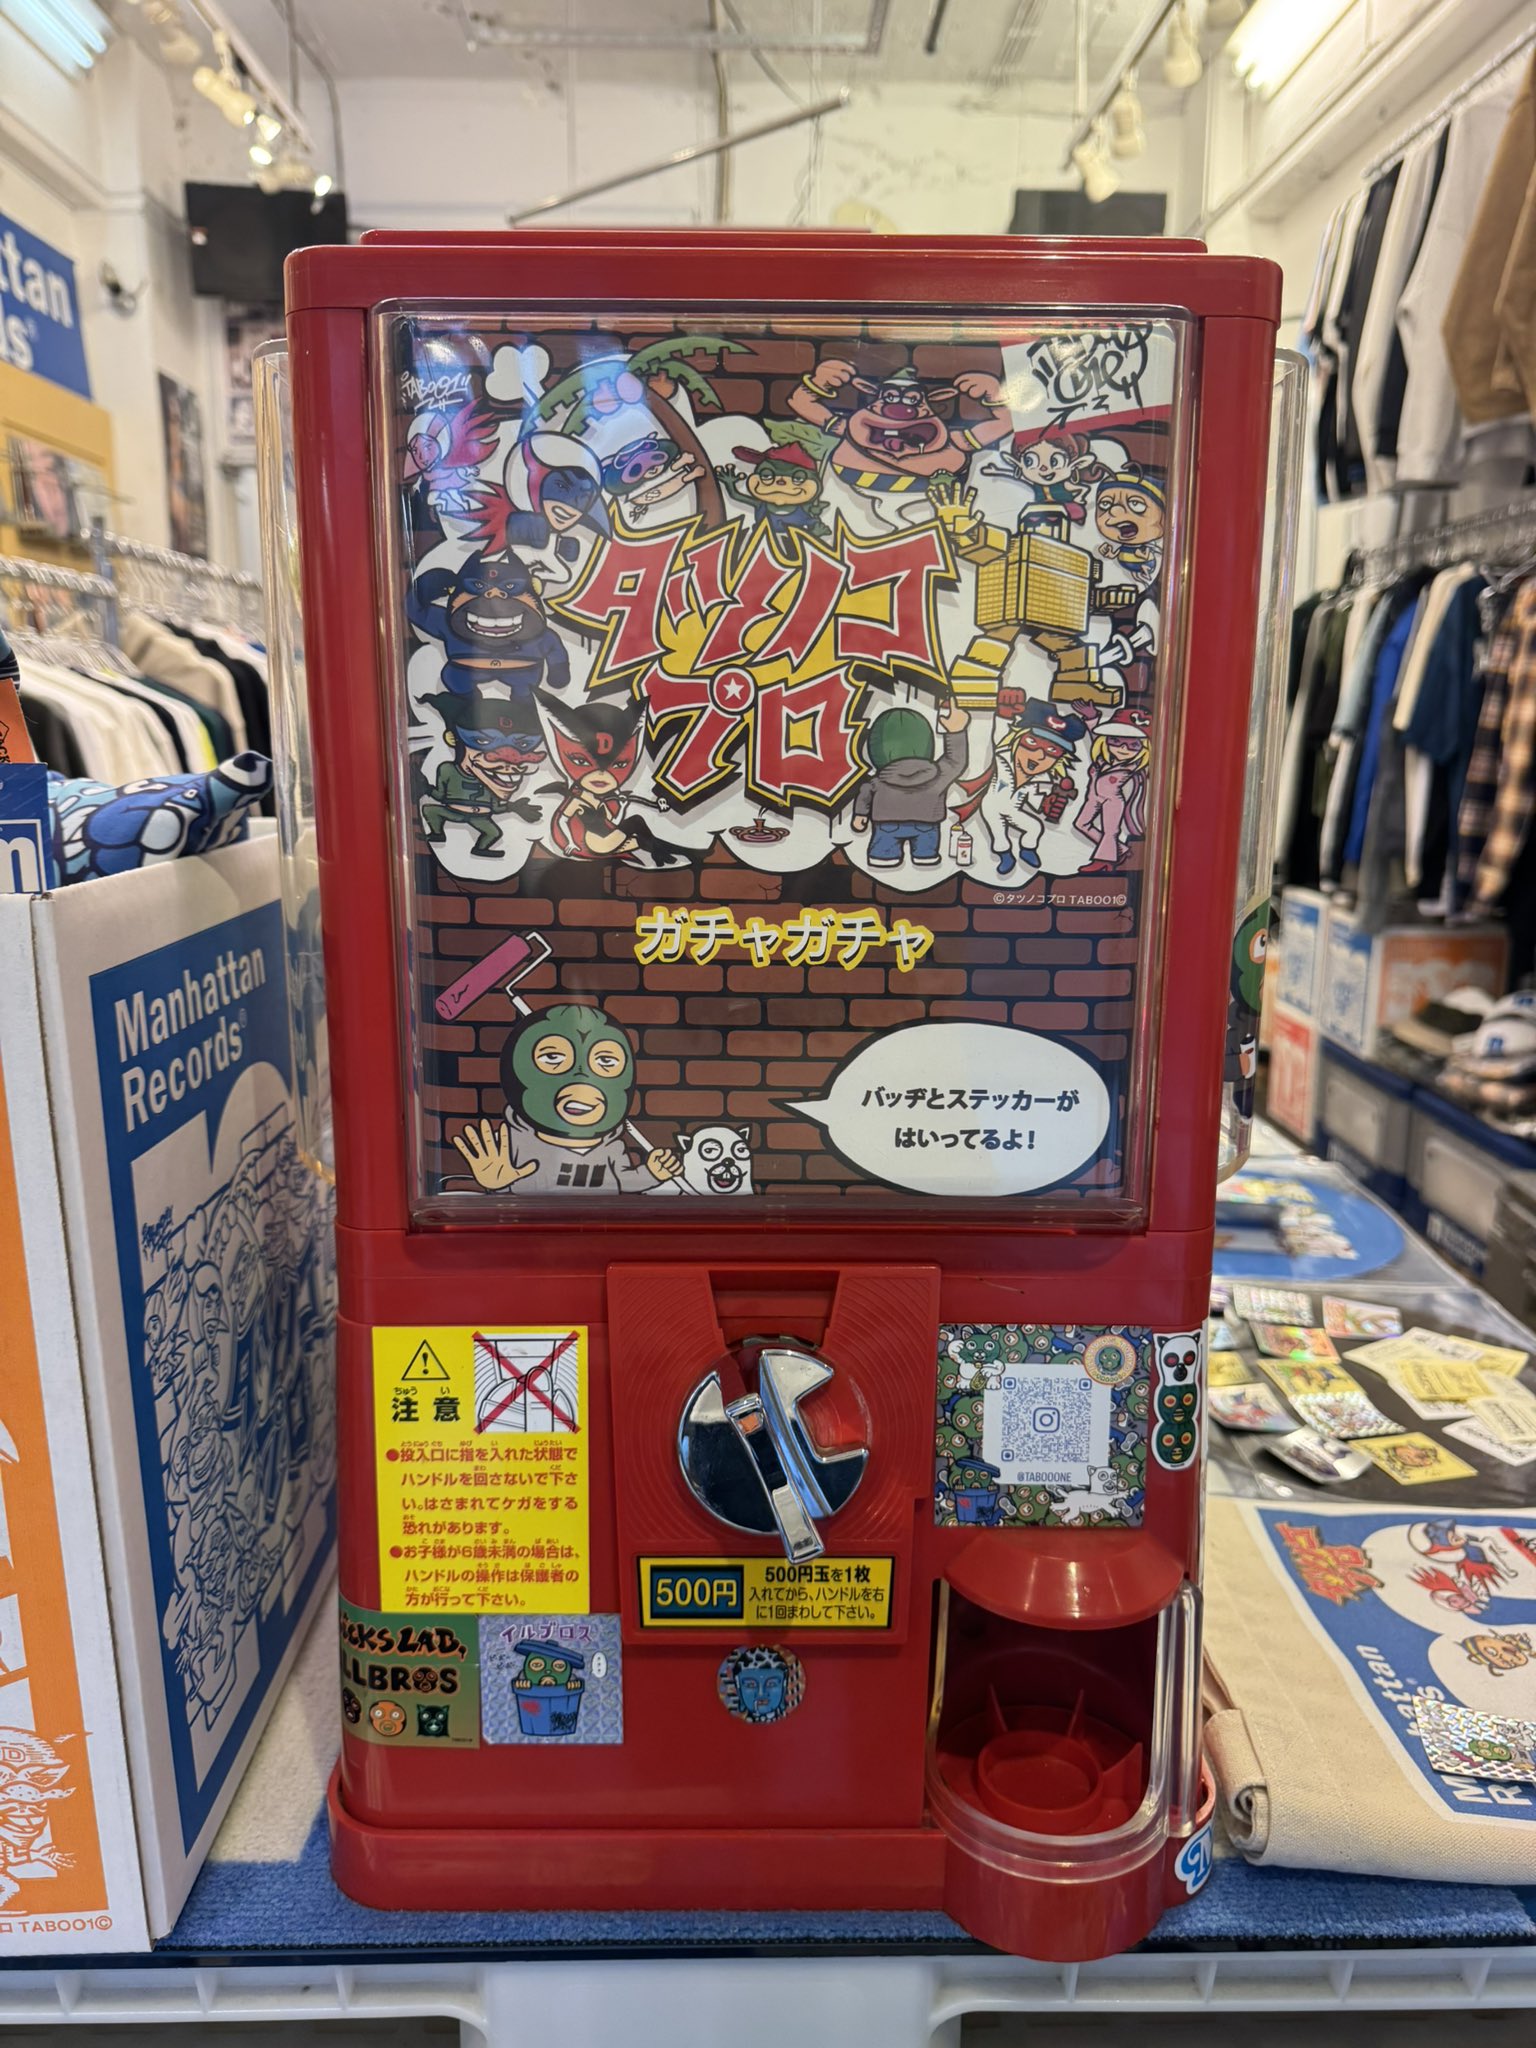 TABOO1
タツノコ
プロ
©タツノコプロ TABOO1©
ガチャガチャ
バッヂとステッカーが
はいってるよ！
Manhattan
Records®
注意
ちゅう い
●投入口に指を入れた状態で
ハンドルを回さないで下さ
い。はさまれてケガをする
恐れがあります。
●お子様が6歳未満の場合は、
ハンドルの操作は保護者の
方が行って下さい。
@TABOOONE
500円
500円玉を1枚
入れてから、ハンドルを右
に1回まわして下さい。
イルブロス
TABOO1©